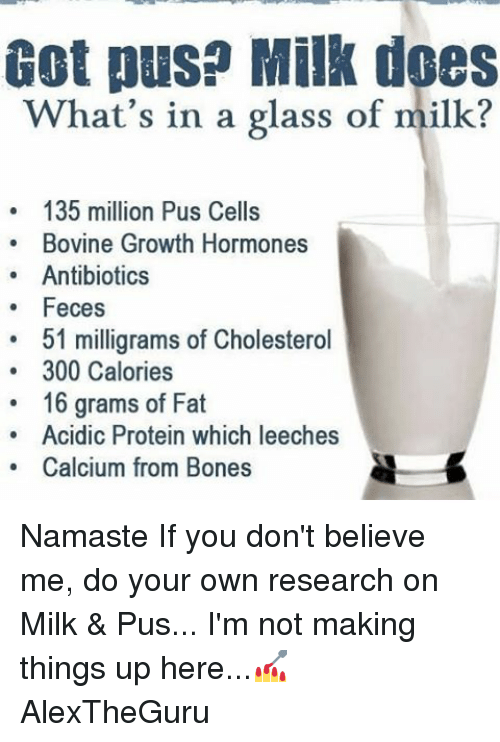 Got pus? Milk does
What's in a glass of milk?
• 135 million Pus Cells
• Bovine Growth Hormones
• Antibiotics
• Feces
• 51 milligrams of Cholesterol
• 300 Calories
• 16 grams of Fat
• Acidic Protein which leeches
• Calcium from Bones
Namaste If you don't believe
me, do your own research on
Milk & Pus... I'm not making
things up here...💅
AlexTheGuru